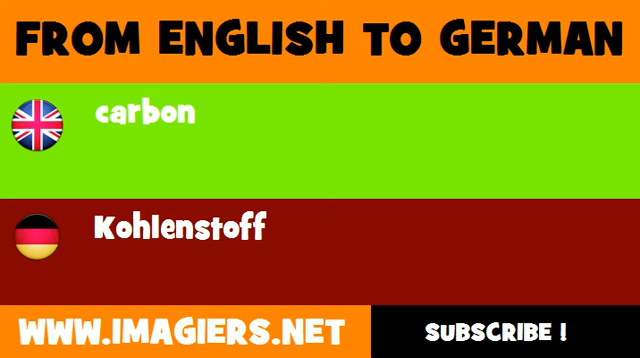 FROM ENGLISH TO GERMAN
carbon
Kohlenstoff
WWW.IMAGIERS.NET
SUBSCRIBE !